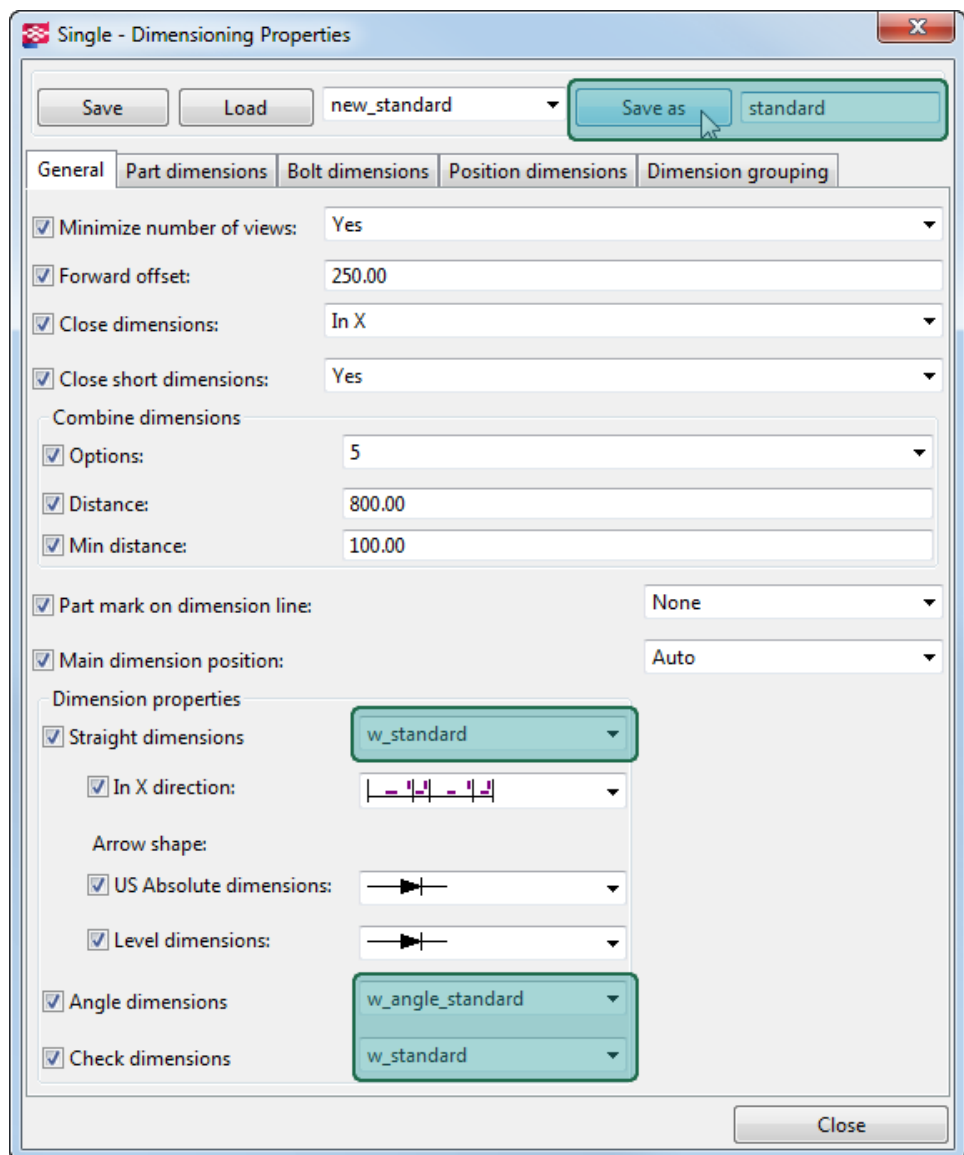 Single - Dimensioning Properties
Save Load new_standard Save as standard
General Part dimensions Bolt dimensions Position dimensions Dimension grouping
Minimize number of views: Yes
Forward offset: 250.00
Close dimensions: In X
Close short dimensions: Yes
Combine dimensions
Options: 5
Distance: 800.00
Min distance: 100.00
Part mark on dimension line: None
Main dimension position: Auto
Dimension properties
Straight dimensions w_standard
In X direction:
Arrow shape:
US Absolute dimensions:
Level dimensions:
Angle dimensions w_angle_standard
Check dimensions w_standard
Close